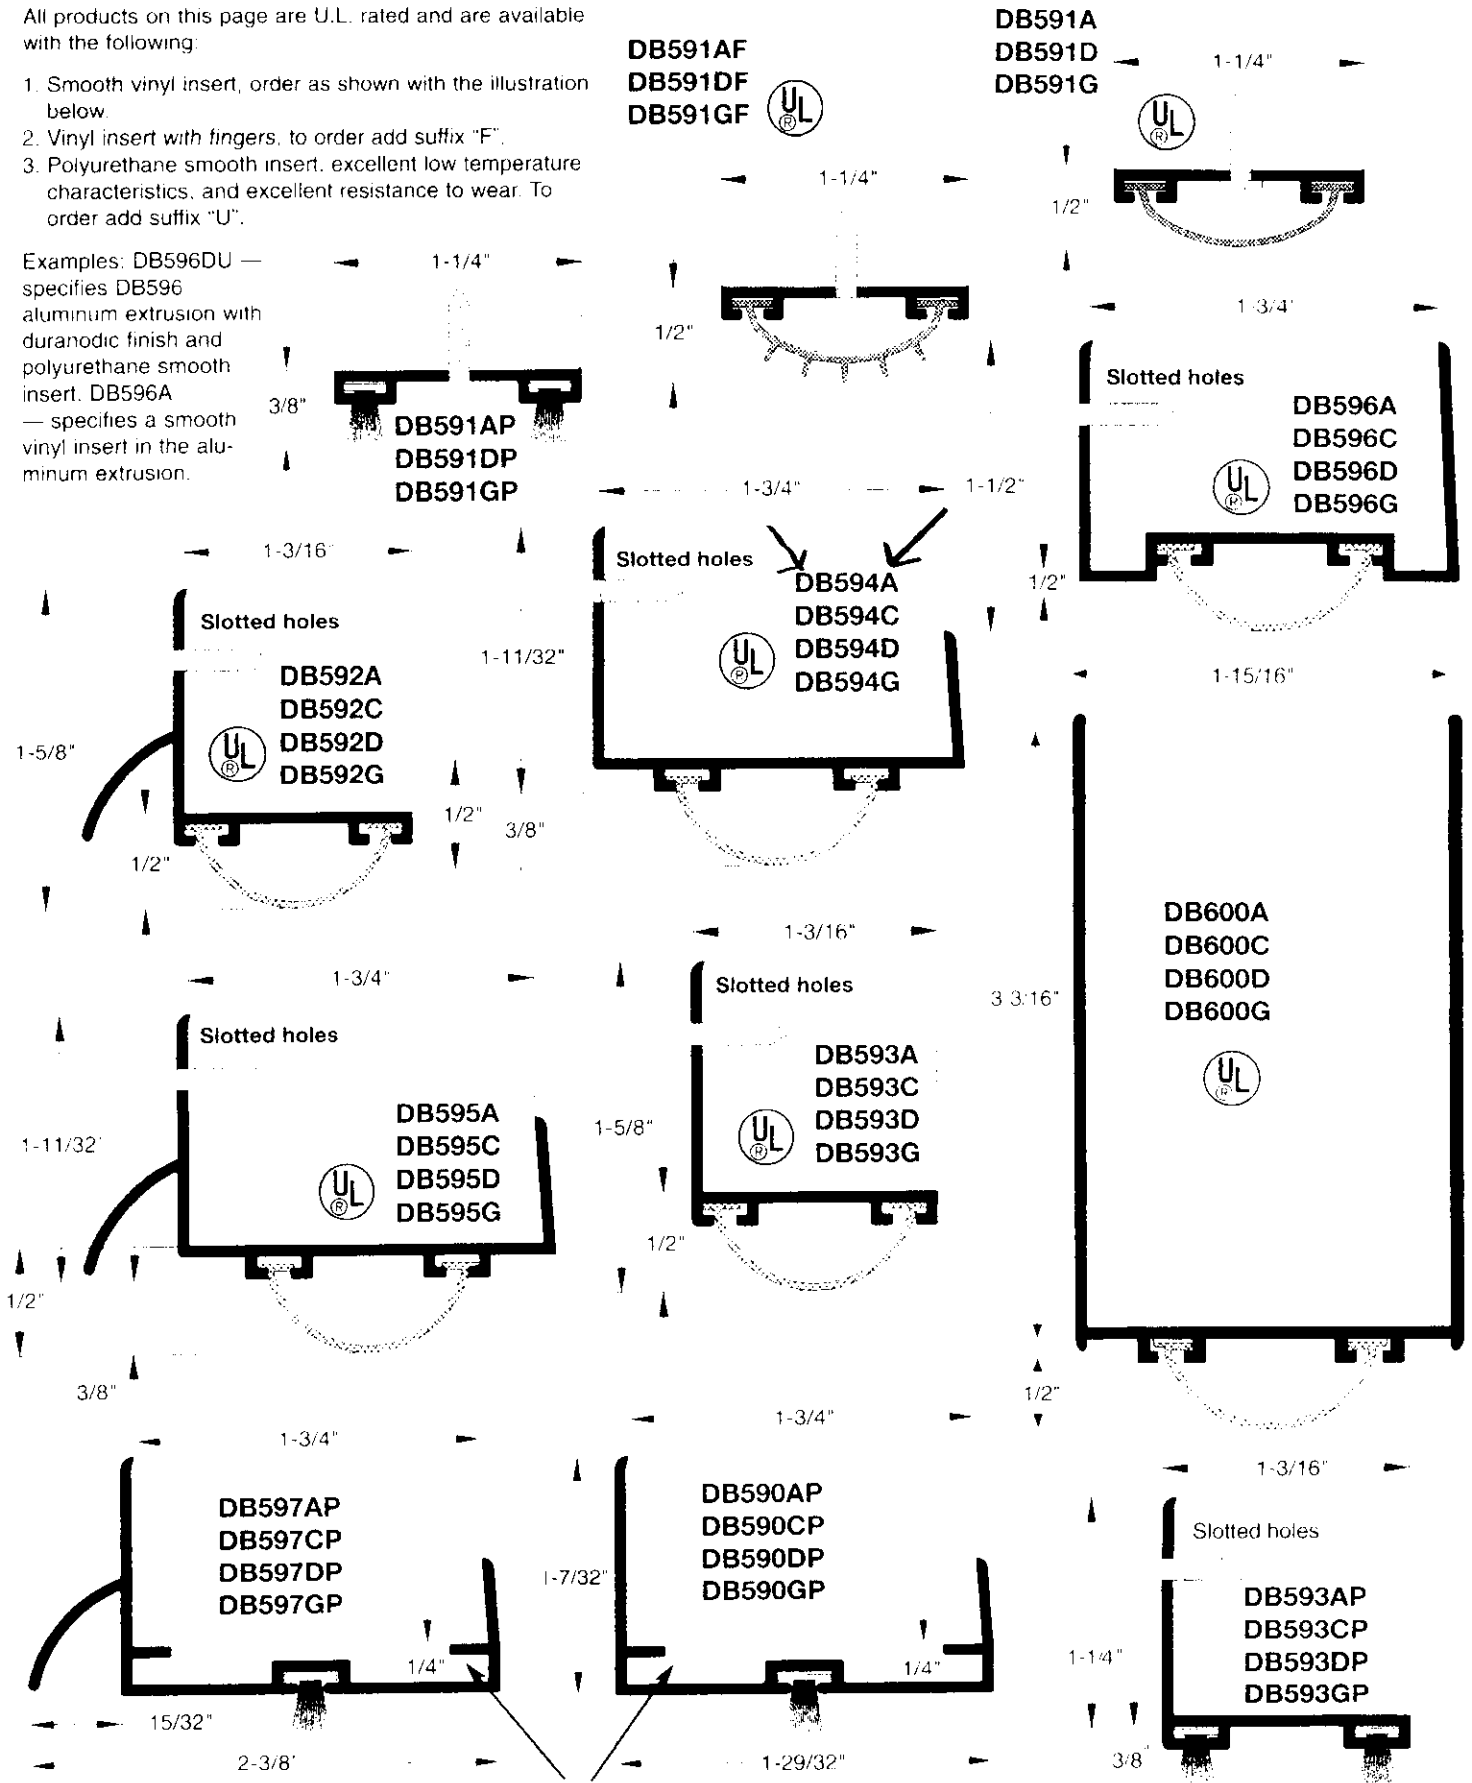 All products on this page are U.L. rated and are available
with the following:
1. Smooth vinyl insert, order as shown with the illustration
below.
2. Vinyl insert with fingers, to order add suffix "F".
3. Polyurethane smooth insert, excellent low temperature
characteristics, and excellent resistance to wear. To
order add suffix "U".
Examples: DB596DU —
specifies DB596
aluminum extrusion with
duranodic finish and
polyurethane smooth
insert. DB596A
— specifies a smooth
vinyl insert in the alu-
minum extrusion.
1-1/4"
3/8"
DB591AP
DB591DP
DB591GP
DB591AF
DB591DF
DB591GF
UL
®
1-1/4"
1/2"
DB591A
DB591D
DB591G
UL
®
1-1/4"
1/2"
1-3/4"
Slotted holes
DB596A
DB596C
DB596D
DB596G
UL
®
1-1/2"
1/2"
1-3/16"
Slotted holes
DB592A
DB592C
DB592D
DB592G
UL
®
1-5/8"
1/2"
1/2"
1-3/4"
Slotted holes
DB594A
DB594C
DB594D
DB594G
UL
®
1-11/32"
3/8"
1-15/16"
DB600A
DB600C
DB600D
DB600G
UL
®
3 3/16"
1/2"
1-3/4"
Slotted holes
DB595A
DB595C
DB595D
DB595G
UL
®
1-11/32"
1/2"
3/8"
1-3/16"
Slotted holes
DB593A
DB593C
DB593D
DB593G
UL
®
1-5/8"
1/2"
1-3/4"
DB597AP
DB597CP
DB597DP
DB597GP
1/4"
15/32"
2-3/8"
1-3/4"
DB590AP
DB590CP
DB590DP
DB590GP
1-7/32"
1/4"
1-29/32"
1-3/16"
Slotted holes
DB593AP
DB593CP
DB593DP
DB593GP
1-1/4"
3/8"